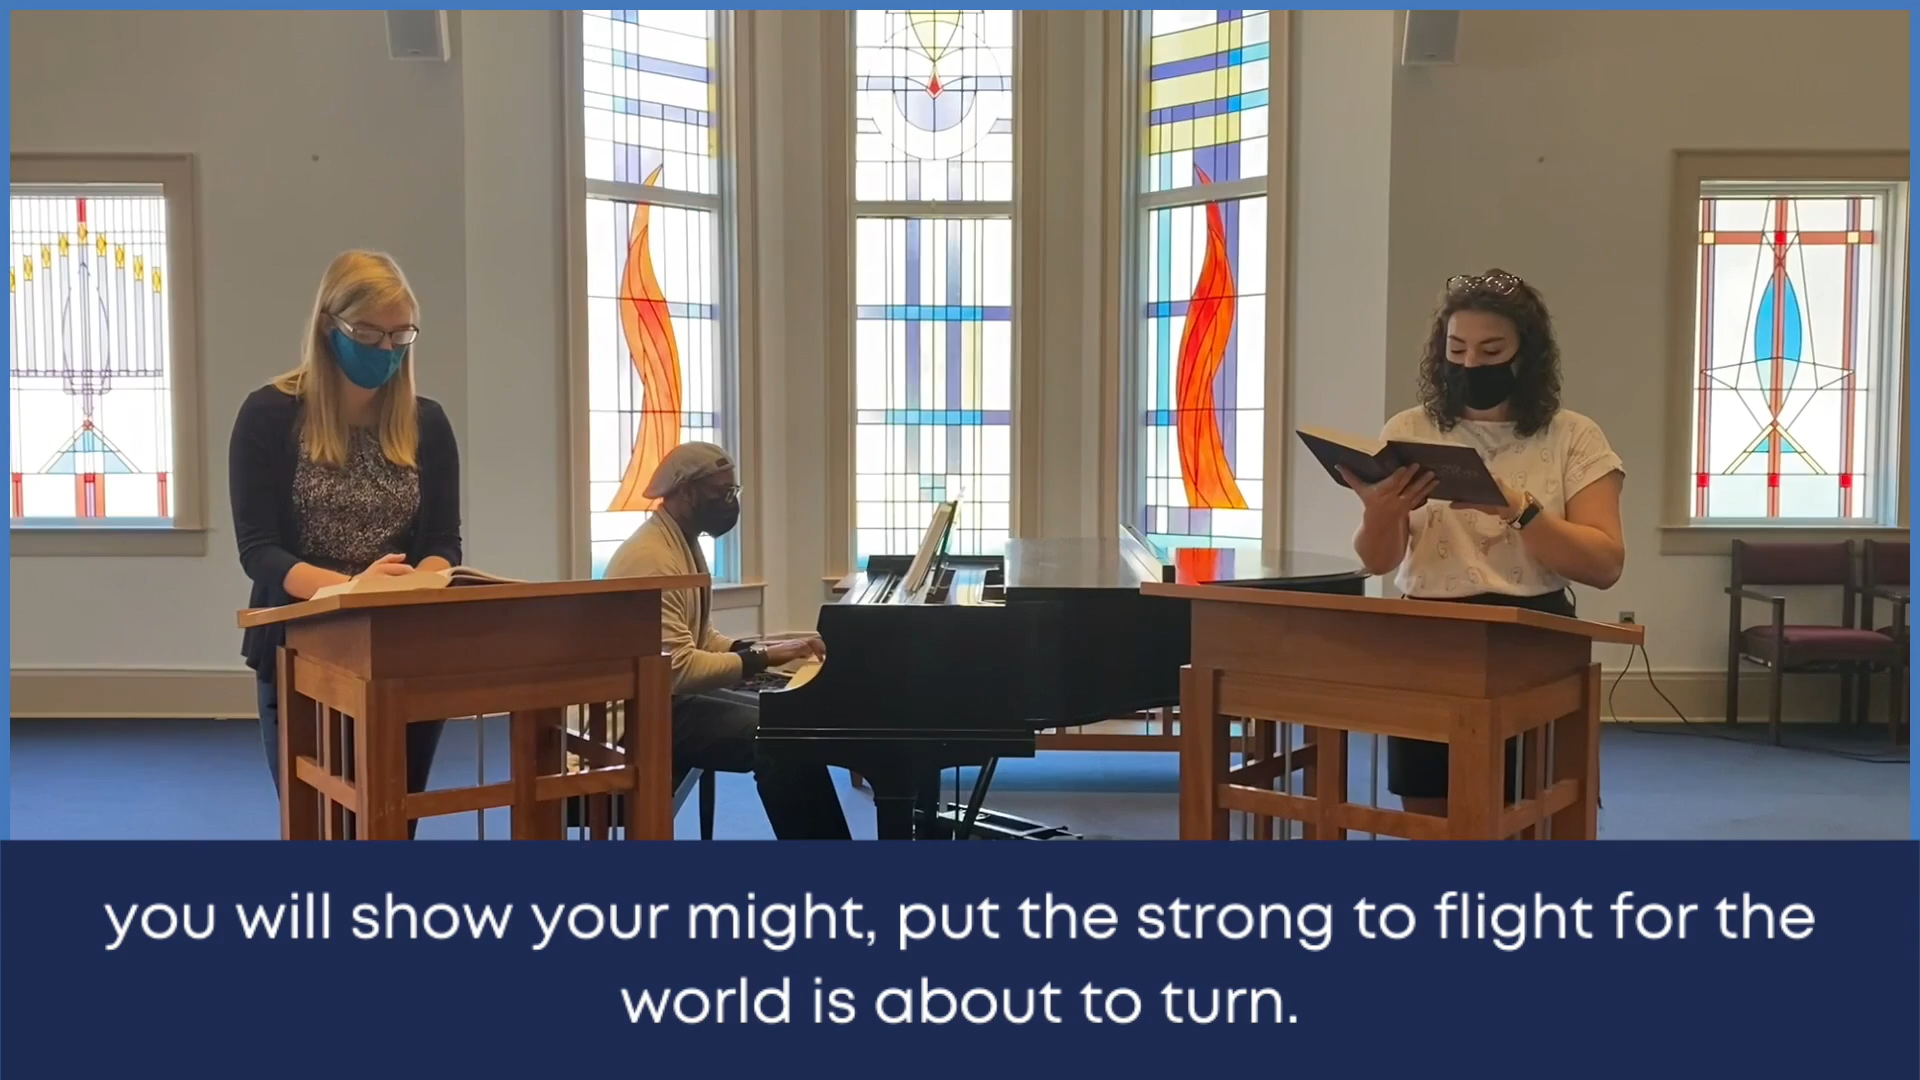 you will show your might, put the strong to flight for the
world is about to turn.